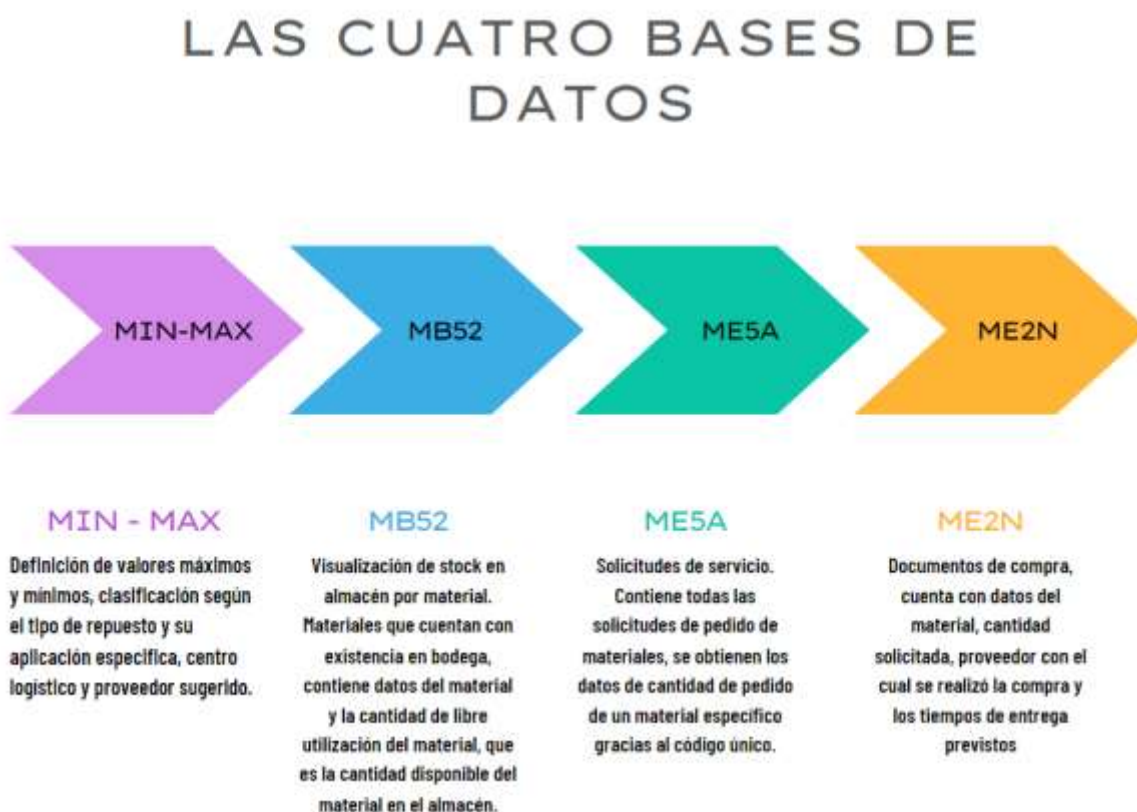 LAS CUATRO BASES DE
DATOS
MIN-MAX
MB52
ME5A
ME2N
MIN - MAX
Definición de valores máximos
y mínimos, clasificación según
el tipo de repuesto y su
aplicación especifica, centro
logístico y proveedor sugerido.
MB52
Visualización de stock en
almacén por material.
Materiales que cuentan con
existencia en bodega,
contiene datos del material
y la cantidad de libre
utilización del material, que
es la cantidad disponible del
material en el almacén.
ME5A
Solicitudes de servicio.
Contiene todas las
solicitudes de pedido de
materiales, se obtienen los
datos de cantidad de pedido
de un material específico
gracias al código único.
ME2N
Documentos de compra,
cuenta con datos del
material, cantidad
solicitada, proveedor con el
cual se realizó la compra y
los tiempos de entrega
previstos